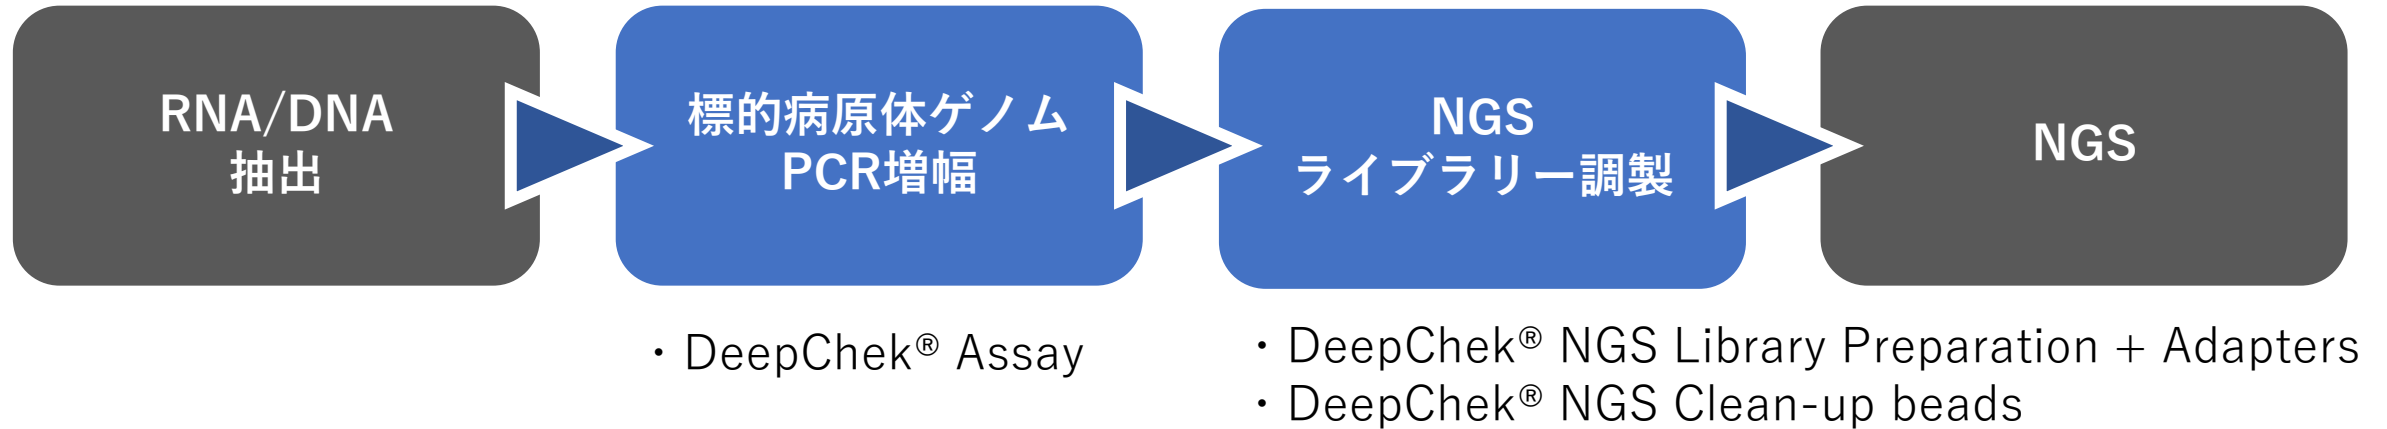 RNA/DNA
抽出
標的病原体ゲノム
PCR増幅
NGS
ライブラリー調製
NGS
・DeepChek® Assay
・DeepChek® NGS Library Preparation + Adapters
・DeepChek® NGS Clean-up beads